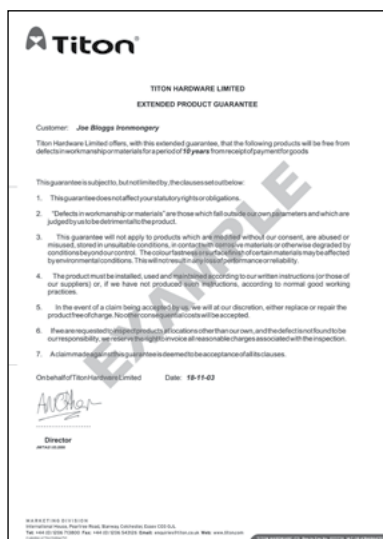 Titon®
TITON HARDWARE LIMITED
EXTENDED PRODUCT GUARANTEE
Customer: Joe Bloggs Ironmongery
Titon Hardware Limited offers, with this extended guarantee, that the following products will be free from
defects in workmanship or materials for a period of 10 years from receipt of payment for goods
This guarantee is subject to, but not limited by, the clauses set out below:
1. This guarantee does not affect your statutory rights or obligations.
2. "Defects in workmanship or materials" are those which fall outside our own parameters and which are
judged by us to be detrimental to the product.
3. This guarantee will not apply to products which are modified without our consent, are abused or
misused, stored in unsuitable conditions, in contact with corrosive materials or otherwise degraded by
conditions beyond our control. The colour fastness or surface finish of certain materials may be affected
by environmental conditions. This will not result in any loss of performance or reliability.
4. The product must be installed, used and maintained according to our written instructions (or those of
our suppliers) or, if we have not produced such instructions, according to normal good working
practices.
5. In the event of a claim being accepted by us, we will at our discretion, either replace or repair the
product free of charge. No other consequential costs will be accepted.
6. If we are requested to inspect products at locations other than our own, and the defect is not found to be
our responsibility, we reserve the right to invoice all reasonable charges associated with the inspection.
7. A claim made against this guarantee is deemed to be acceptance of all its clauses.
EXAMPLE
On behalf of Titon Hardware Limited Date: 18-11-03
Director
MARKETING DIVISION
International House, Peartree Road, Stanway, Colchester, Essex CO3 0JL